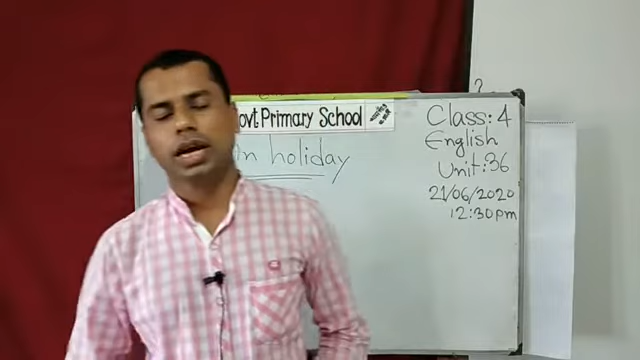 ovt Primary School
n holiday
Class: 4
English
Unit: 36
21/06/2020
12:30pm